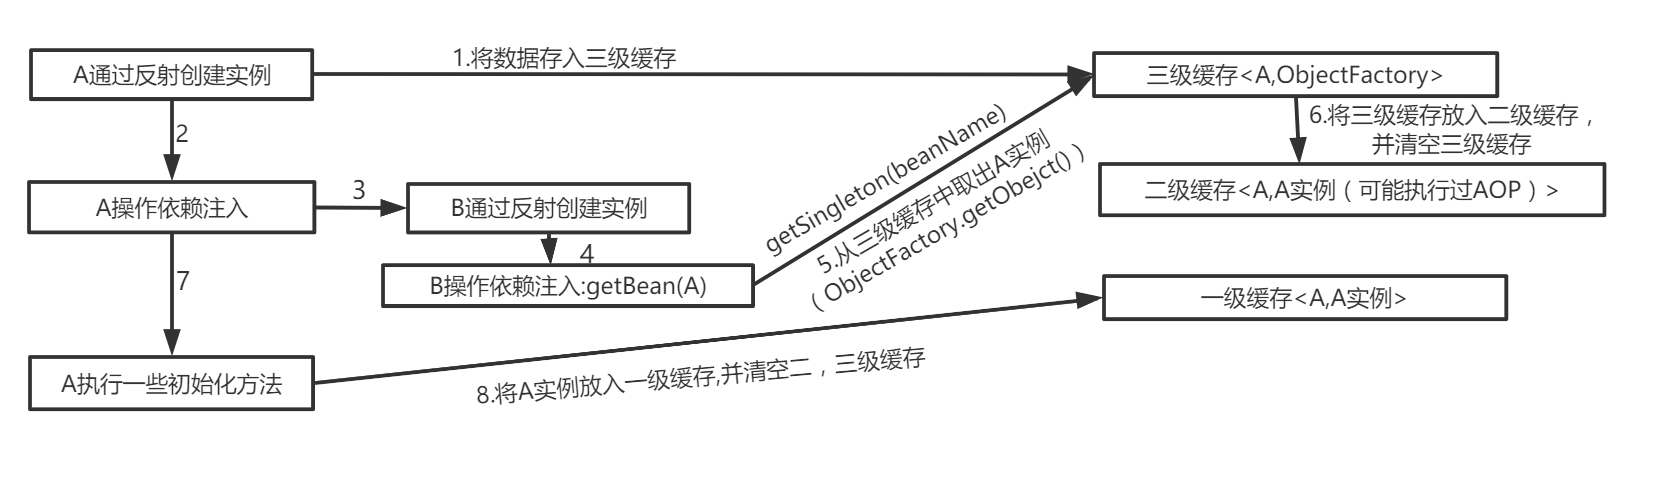 A通过反射创建实例
1.将数据存入三级缓存
三级缓存<A,ObjectFactory>
2
6.将三级缓存放入二级缓存，
并清空三级缓存
A操作依赖注入
3
B通过反射创建实例
getSingleton(beanName)
5.从三级缓存中取出A实例
（ObjectFactory.getObejct()）
二级缓存<A,A实例（可能执行过AOP）>
4
7
B操作依赖注入:getBean(A)
一级缓存<A,A实例>
A执行一些初始化方法
8.将A实例放入一级缓存,并清空二，三级缓存